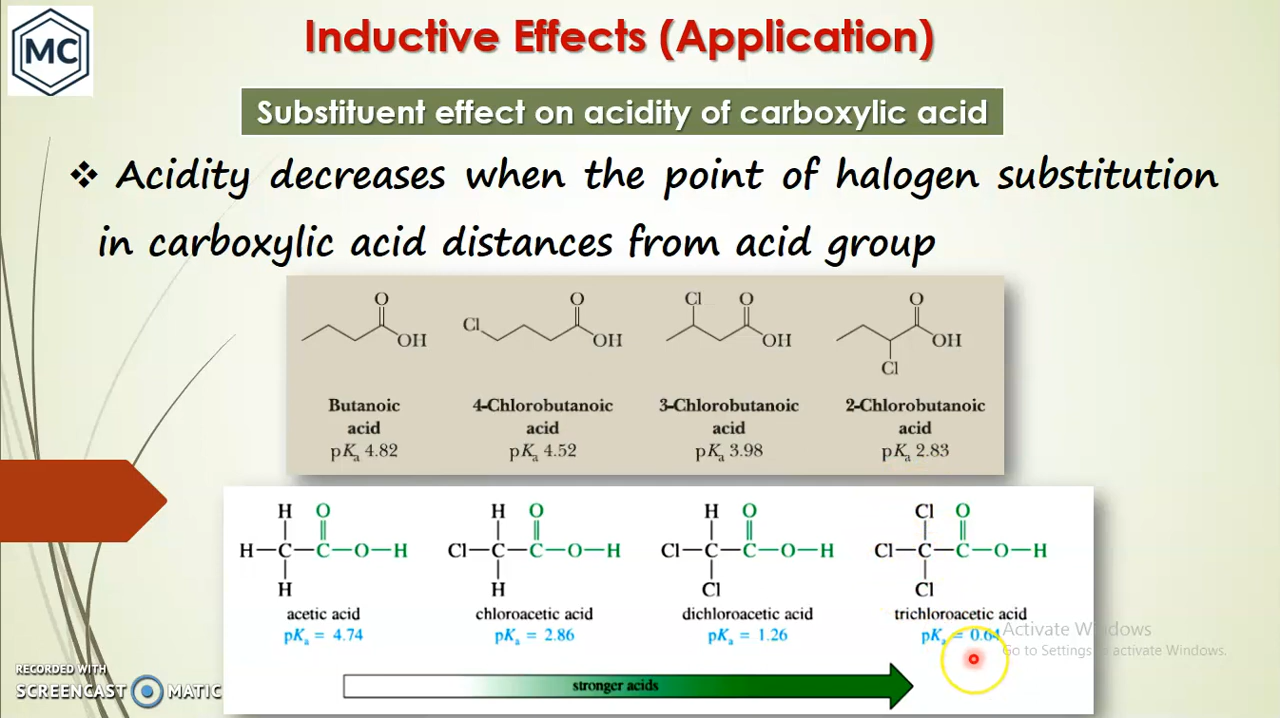 MC
Inductive Effects (Application)
Substituent effect on acidity of carboxylic acid
❖ Acidity decreases when the point of halogen substitution
in carboxylic acid distances from acid group
O Cl O O
Cl OH OH OH OH
Cl
Butanoic 4-Chlorobutanoic 3-Chlorobutanoic 2-Chlorobutanoic
acid acid acid acid
pKa 4.82 pKa 4.52 pKa 3.98 pKa 2.83
H O H O H O Cl O
H—C—C—O—H Cl—C—C—O—H Cl—C—C—O—H Cl—C—C—O—H
H H Cl Cl
acetic acid chloroacetic acid dichloroacetic acid trichloroacetic acid
pKa = 4.74 pKa = 2.86 pKa = 1.26 pKa = 0.64
Activate Windows
Go to Settings to activate Windows.
stronger acids
RECORDED WITH
SCREENCAST MATIC